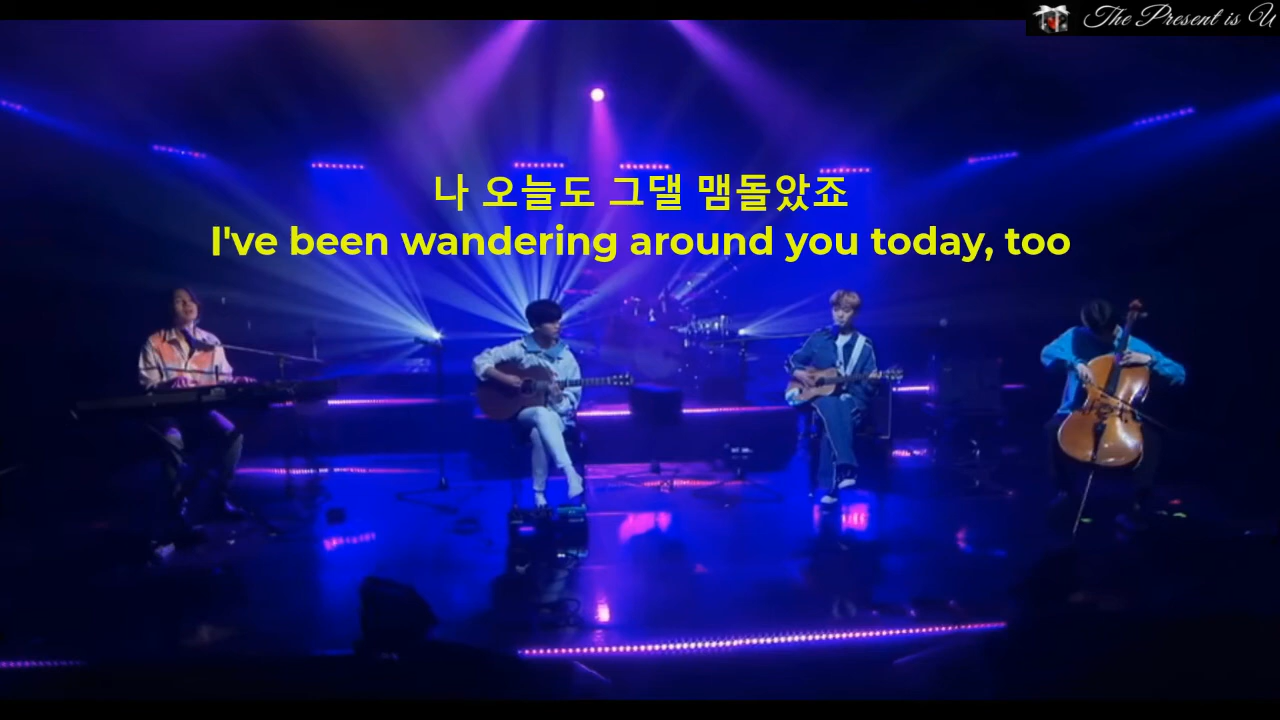 The Present is U
나 오늘도 그댈 맴돌았죠
I've been wandering around you today, too